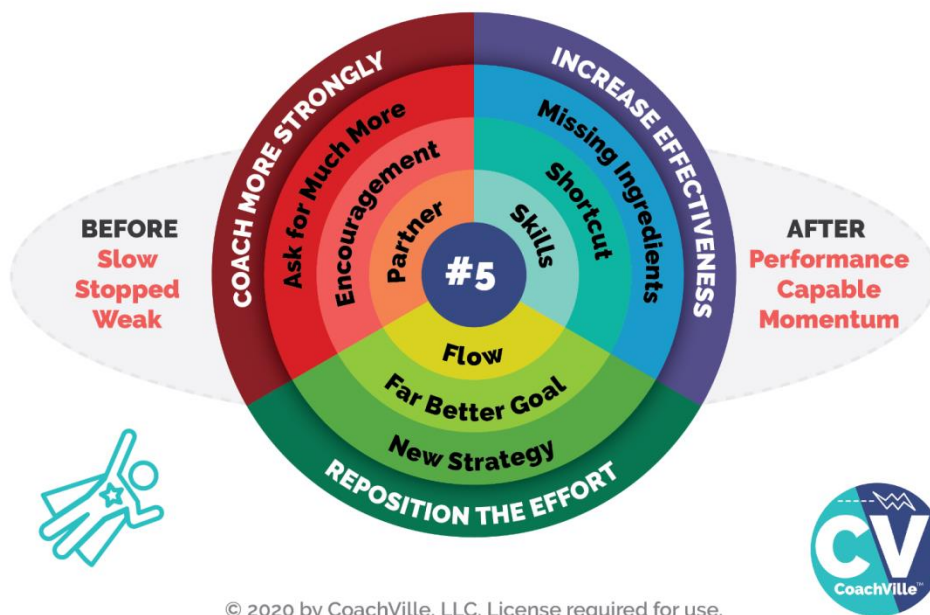 COACH MORE STRONGLY
Ask for Much More
Encouragement
Partner
INCREASE EFFECTIVENESS
Missing Ingredients
Shortcut
Skills
#5
Flow
Far Better Goal
New Strategy
REPOSITION THE EFFORT
BEFORE
Slow
Stopped
Weak
AFTER
Performance
Capable
Momentum
CV
CoachVille™
© 2020 by CoachVille, LLC. License required for use.